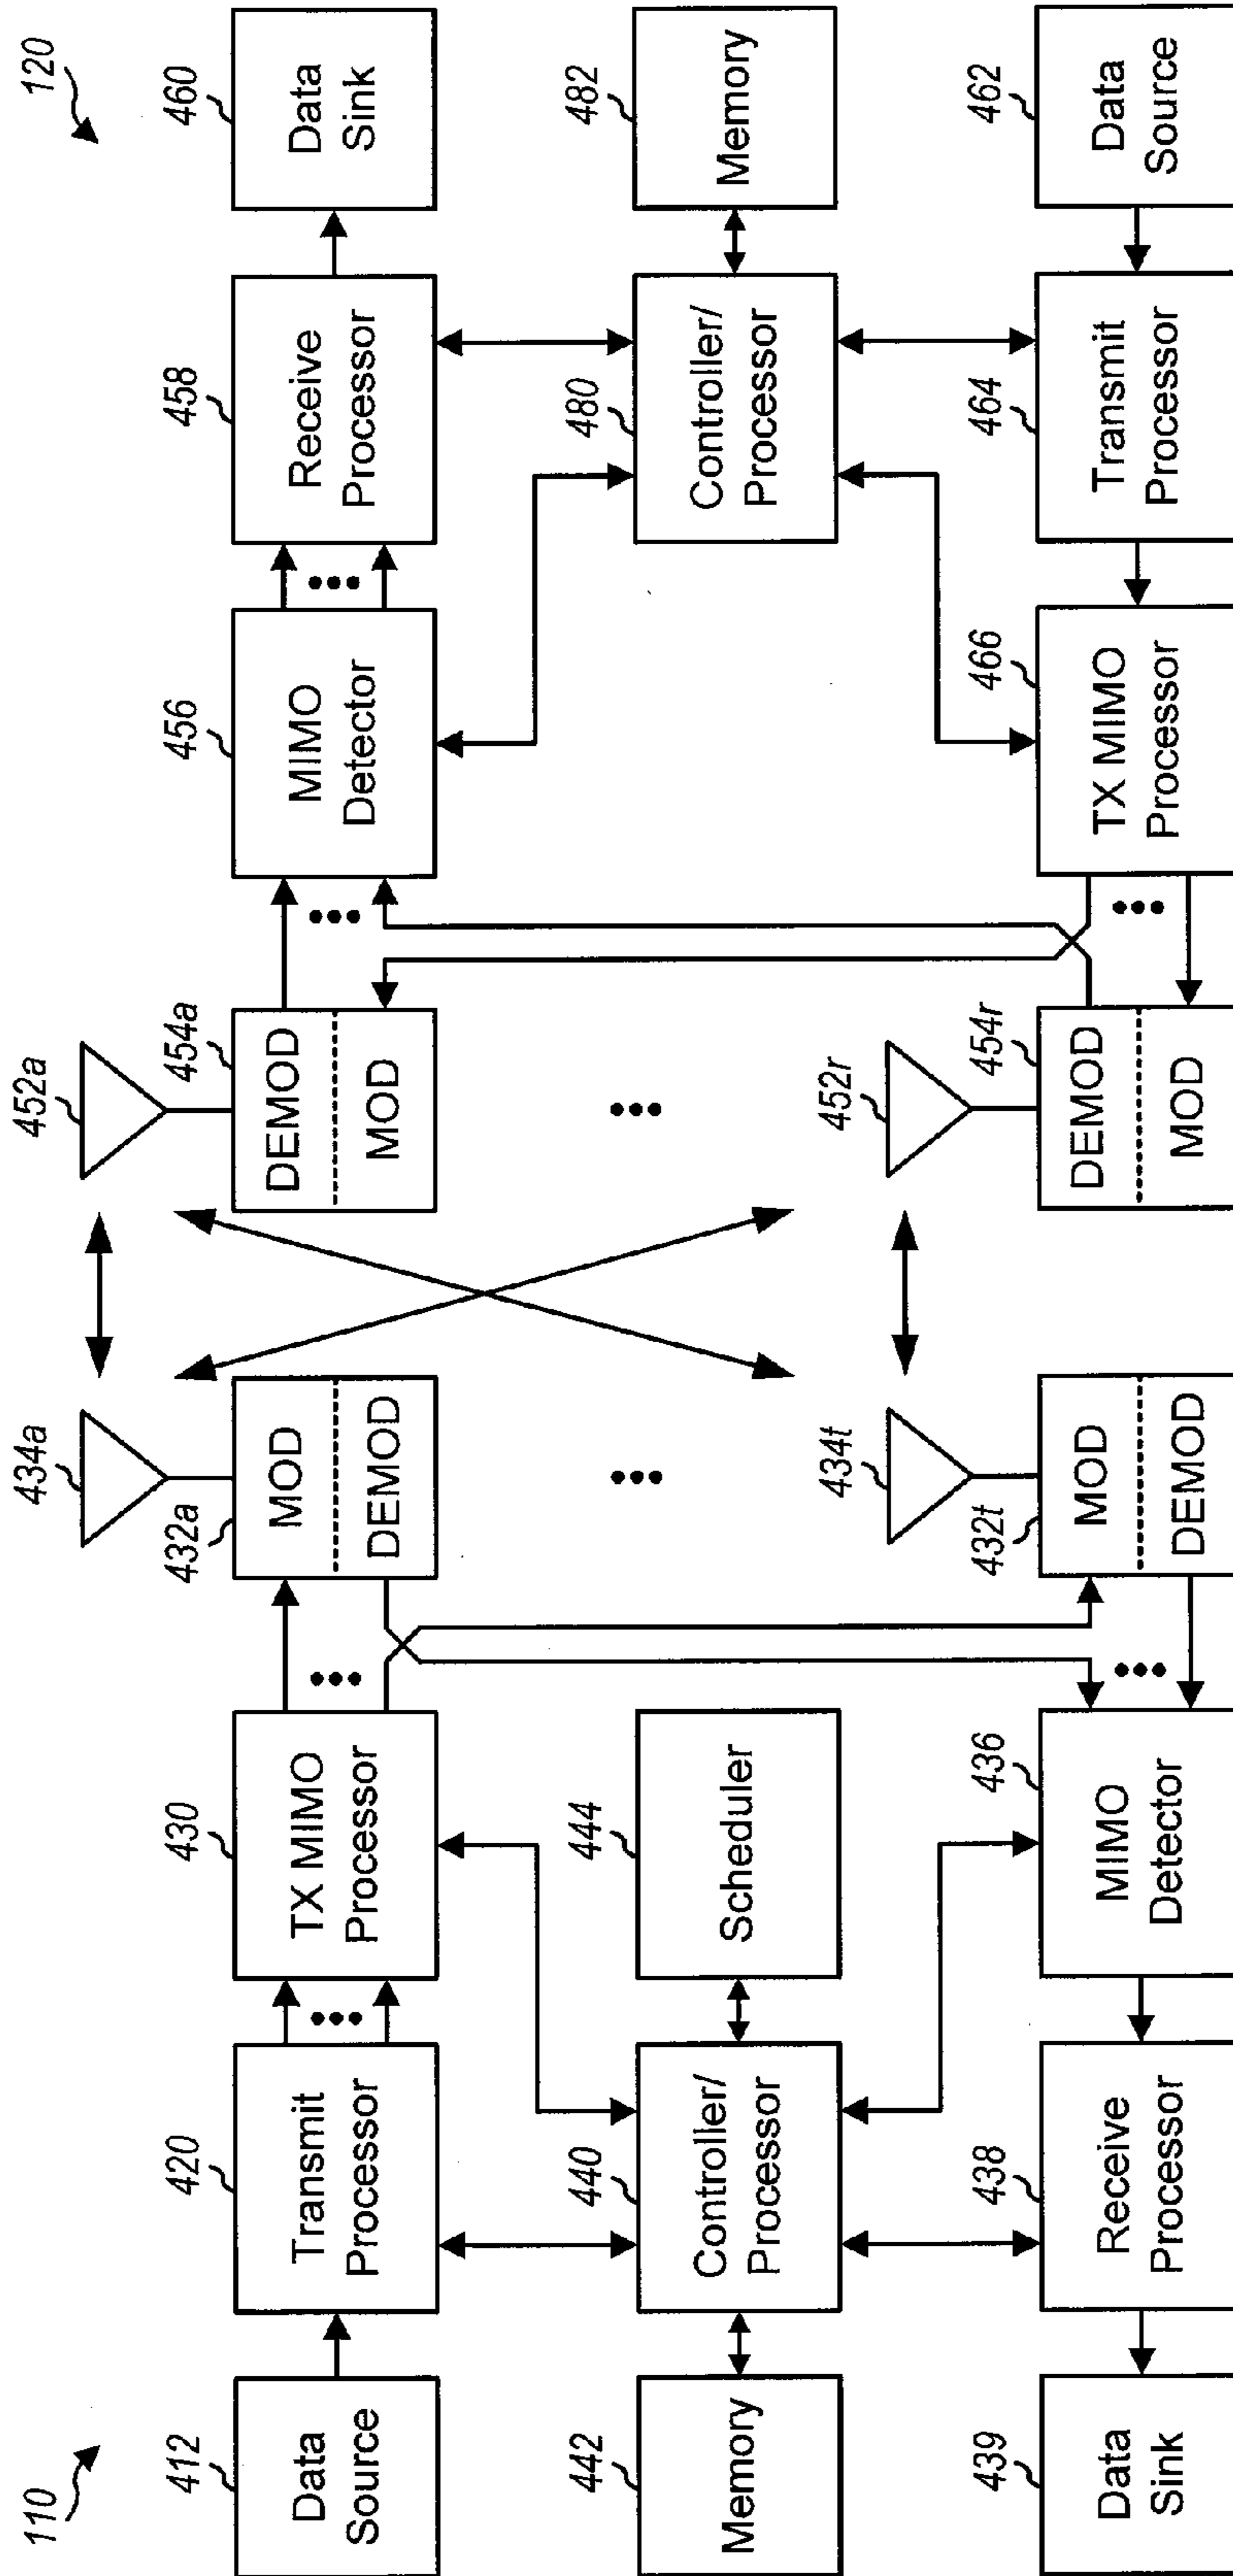 110
120
412
Data
Source
420
Transmit
Processor
430
TX MIMO
Processor
432a
MOD
DEMOD
434a
452a
454a
DEMOD
MOD
456
MIMO
Detector
458
Receive
Processor
460
Data
Sink
442
Memory
440
Controller/
Processor
444
Scheduler
480
Controller/
Processor
482
Memory
439
Data
Sink
438
Receive
Processor
436
MIMO
Detector
432t
MOD
DEMOD
434t
452r
454r
DEMOD
MOD
466
TX MIMO
Processor
464
Transmit
Processor
462
Data
Source